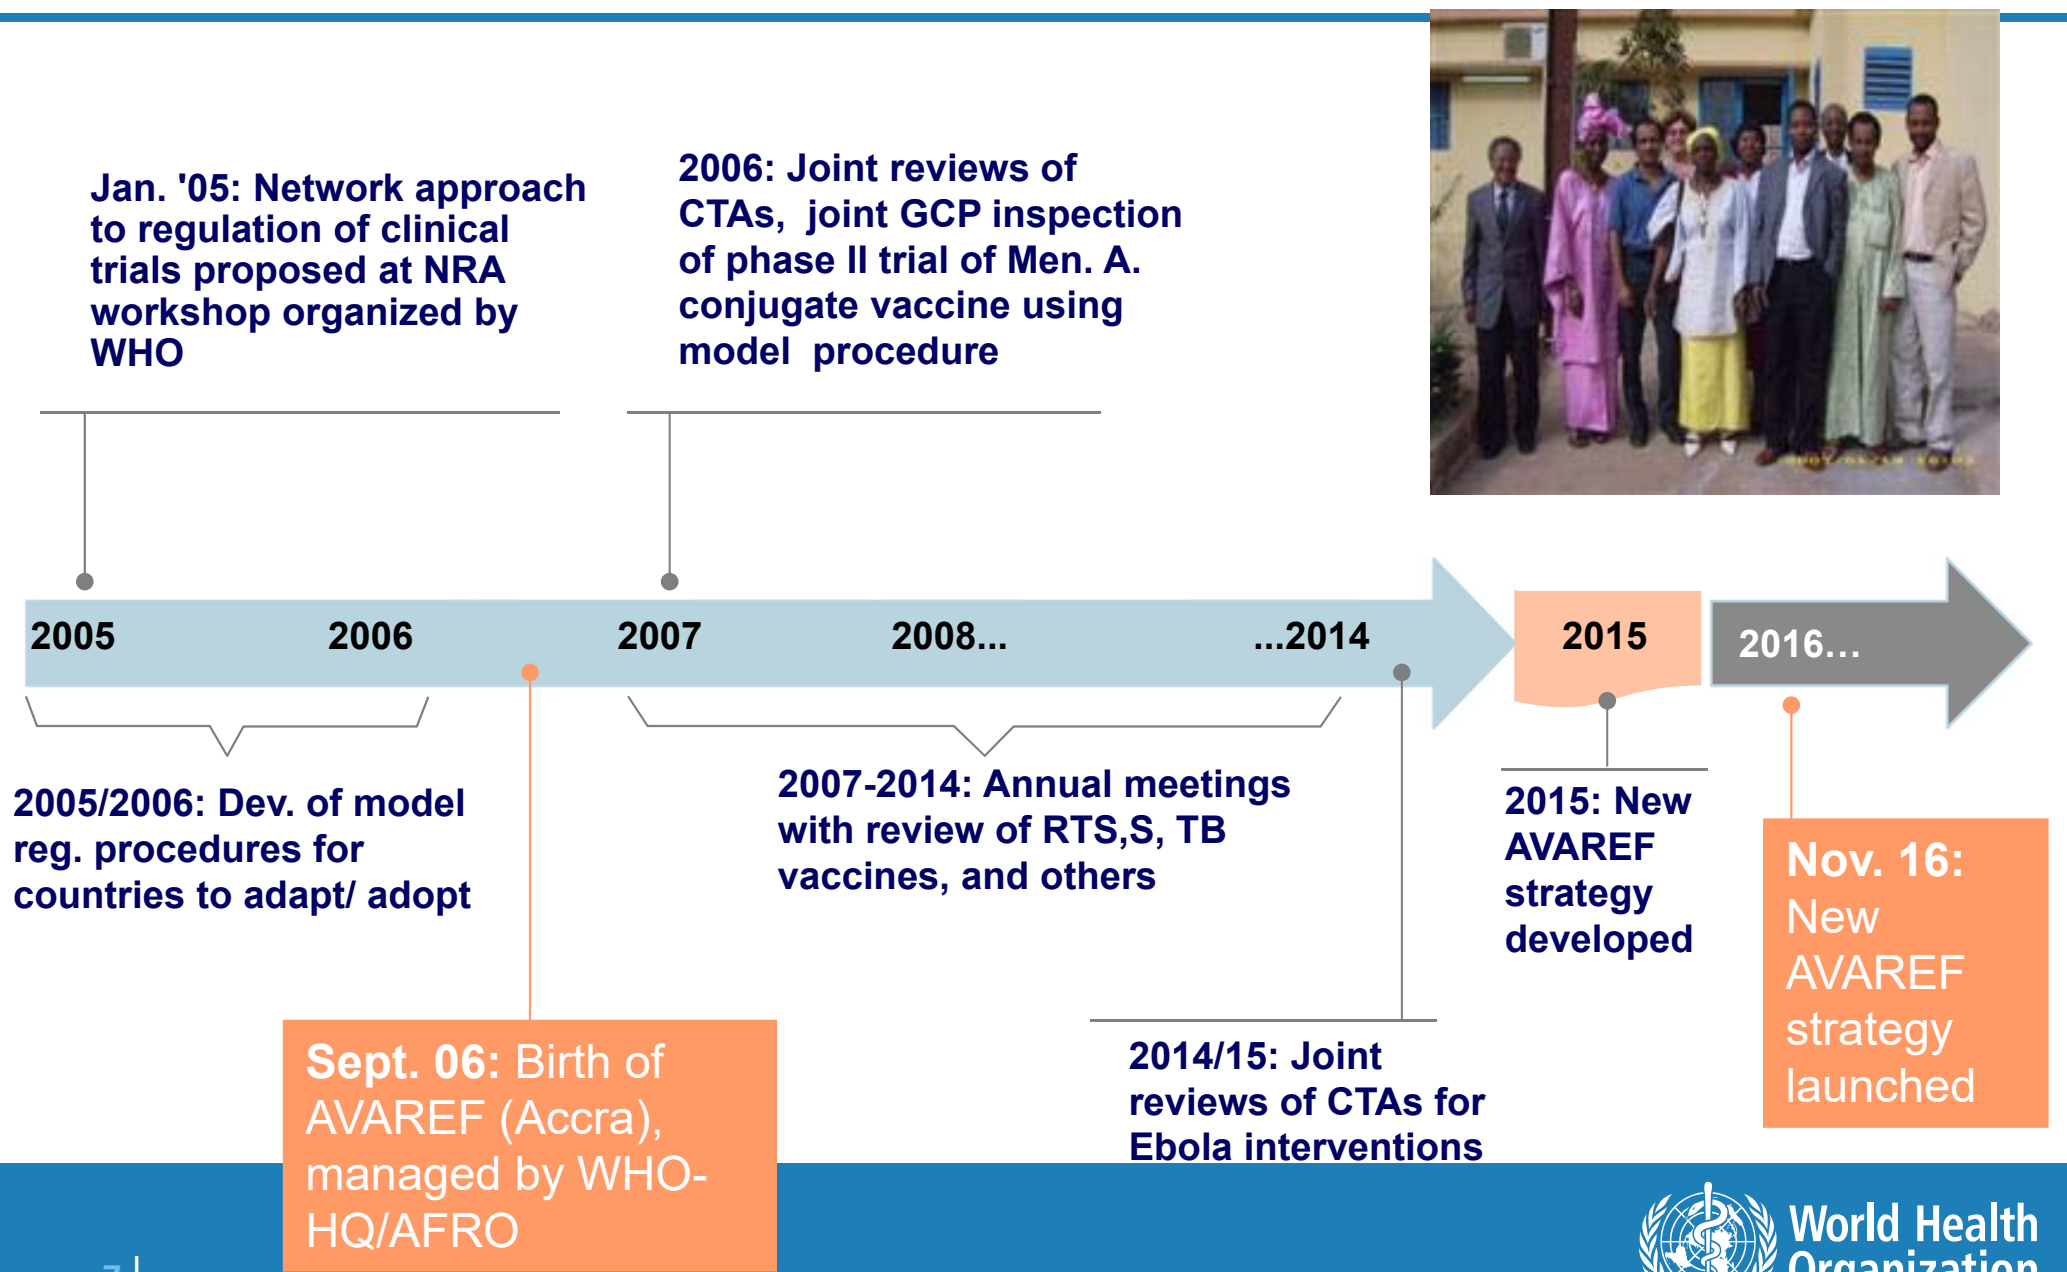 Jan. '05: Network approach
to regulation of clinical
trials proposed at NRA
workshop organized by
WHO
2006: Joint reviews of
CTAs, joint GCP inspection
of phase II trial of Men. A.
conjugate vaccine using
model procedure
2005
2006
2007
2008...
...2014
2015
2016…
2005/2006: Dev. of model
reg. procedures for
countries to adapt/ adopt
2007-2014: Annual meetings
with review of RTS,S, TB
vaccines, and others
2015: New
AVAREF
strategy
developed
Nov. 16:
New
AVAREF
strategy
launched
Sept. 06: Birth of
AVAREF (Accra),
managed by WHO-
HQ/AFRO
2014/15: Joint
reviews of CTAs for
Ebola interventions
World Health
Organization